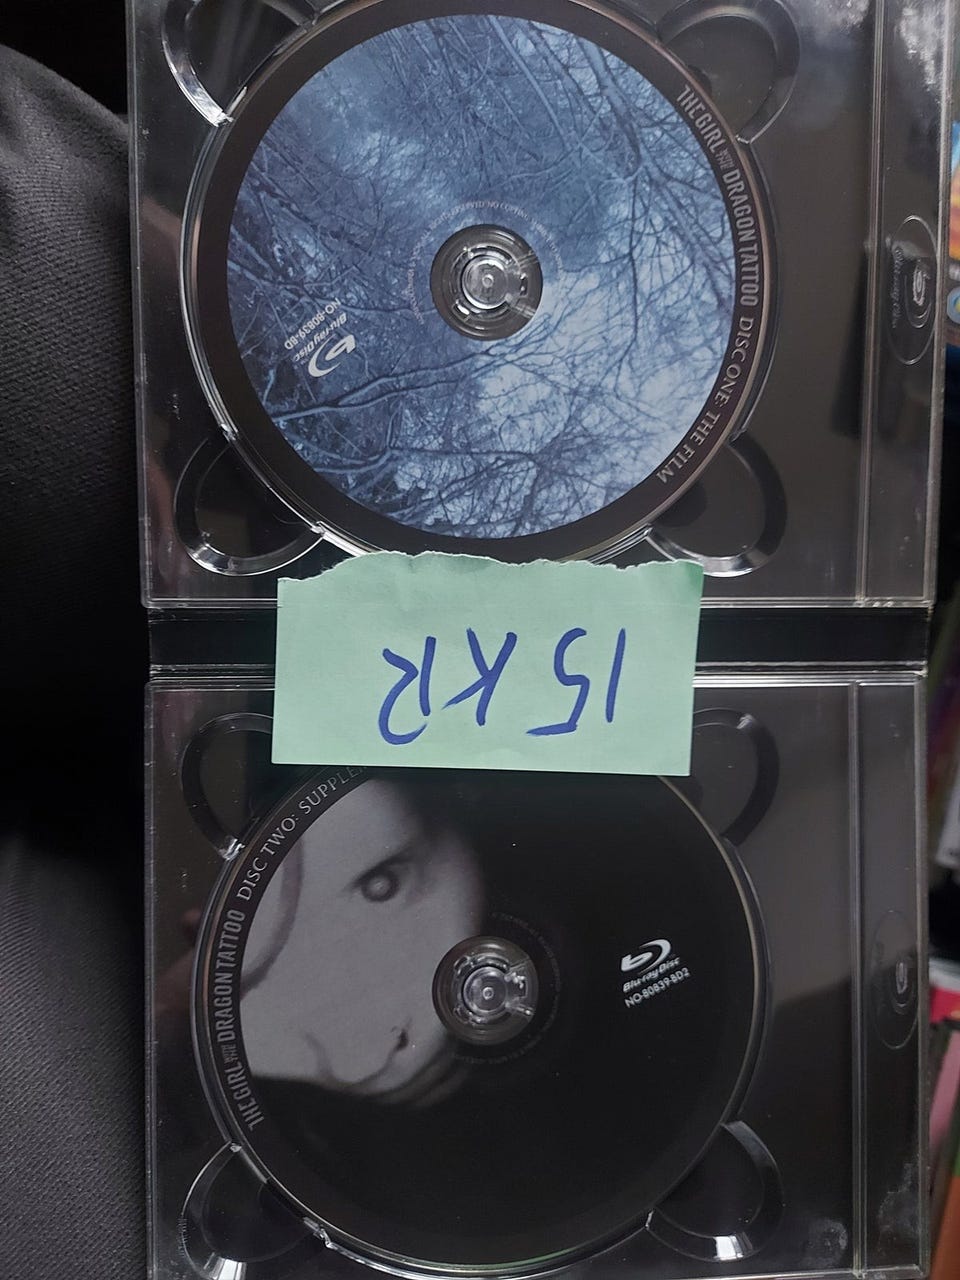 THE GIRL WITH THE DRAGON TATTOO DISC ONE: THE FILM
Blu-ray Disc
NO-80839-BD
15 KR
THE GIRL WITH THE DRAGON TATTOO DISC TWO: SUPPLE
Blu-ray Disc
NO-80839-BD2